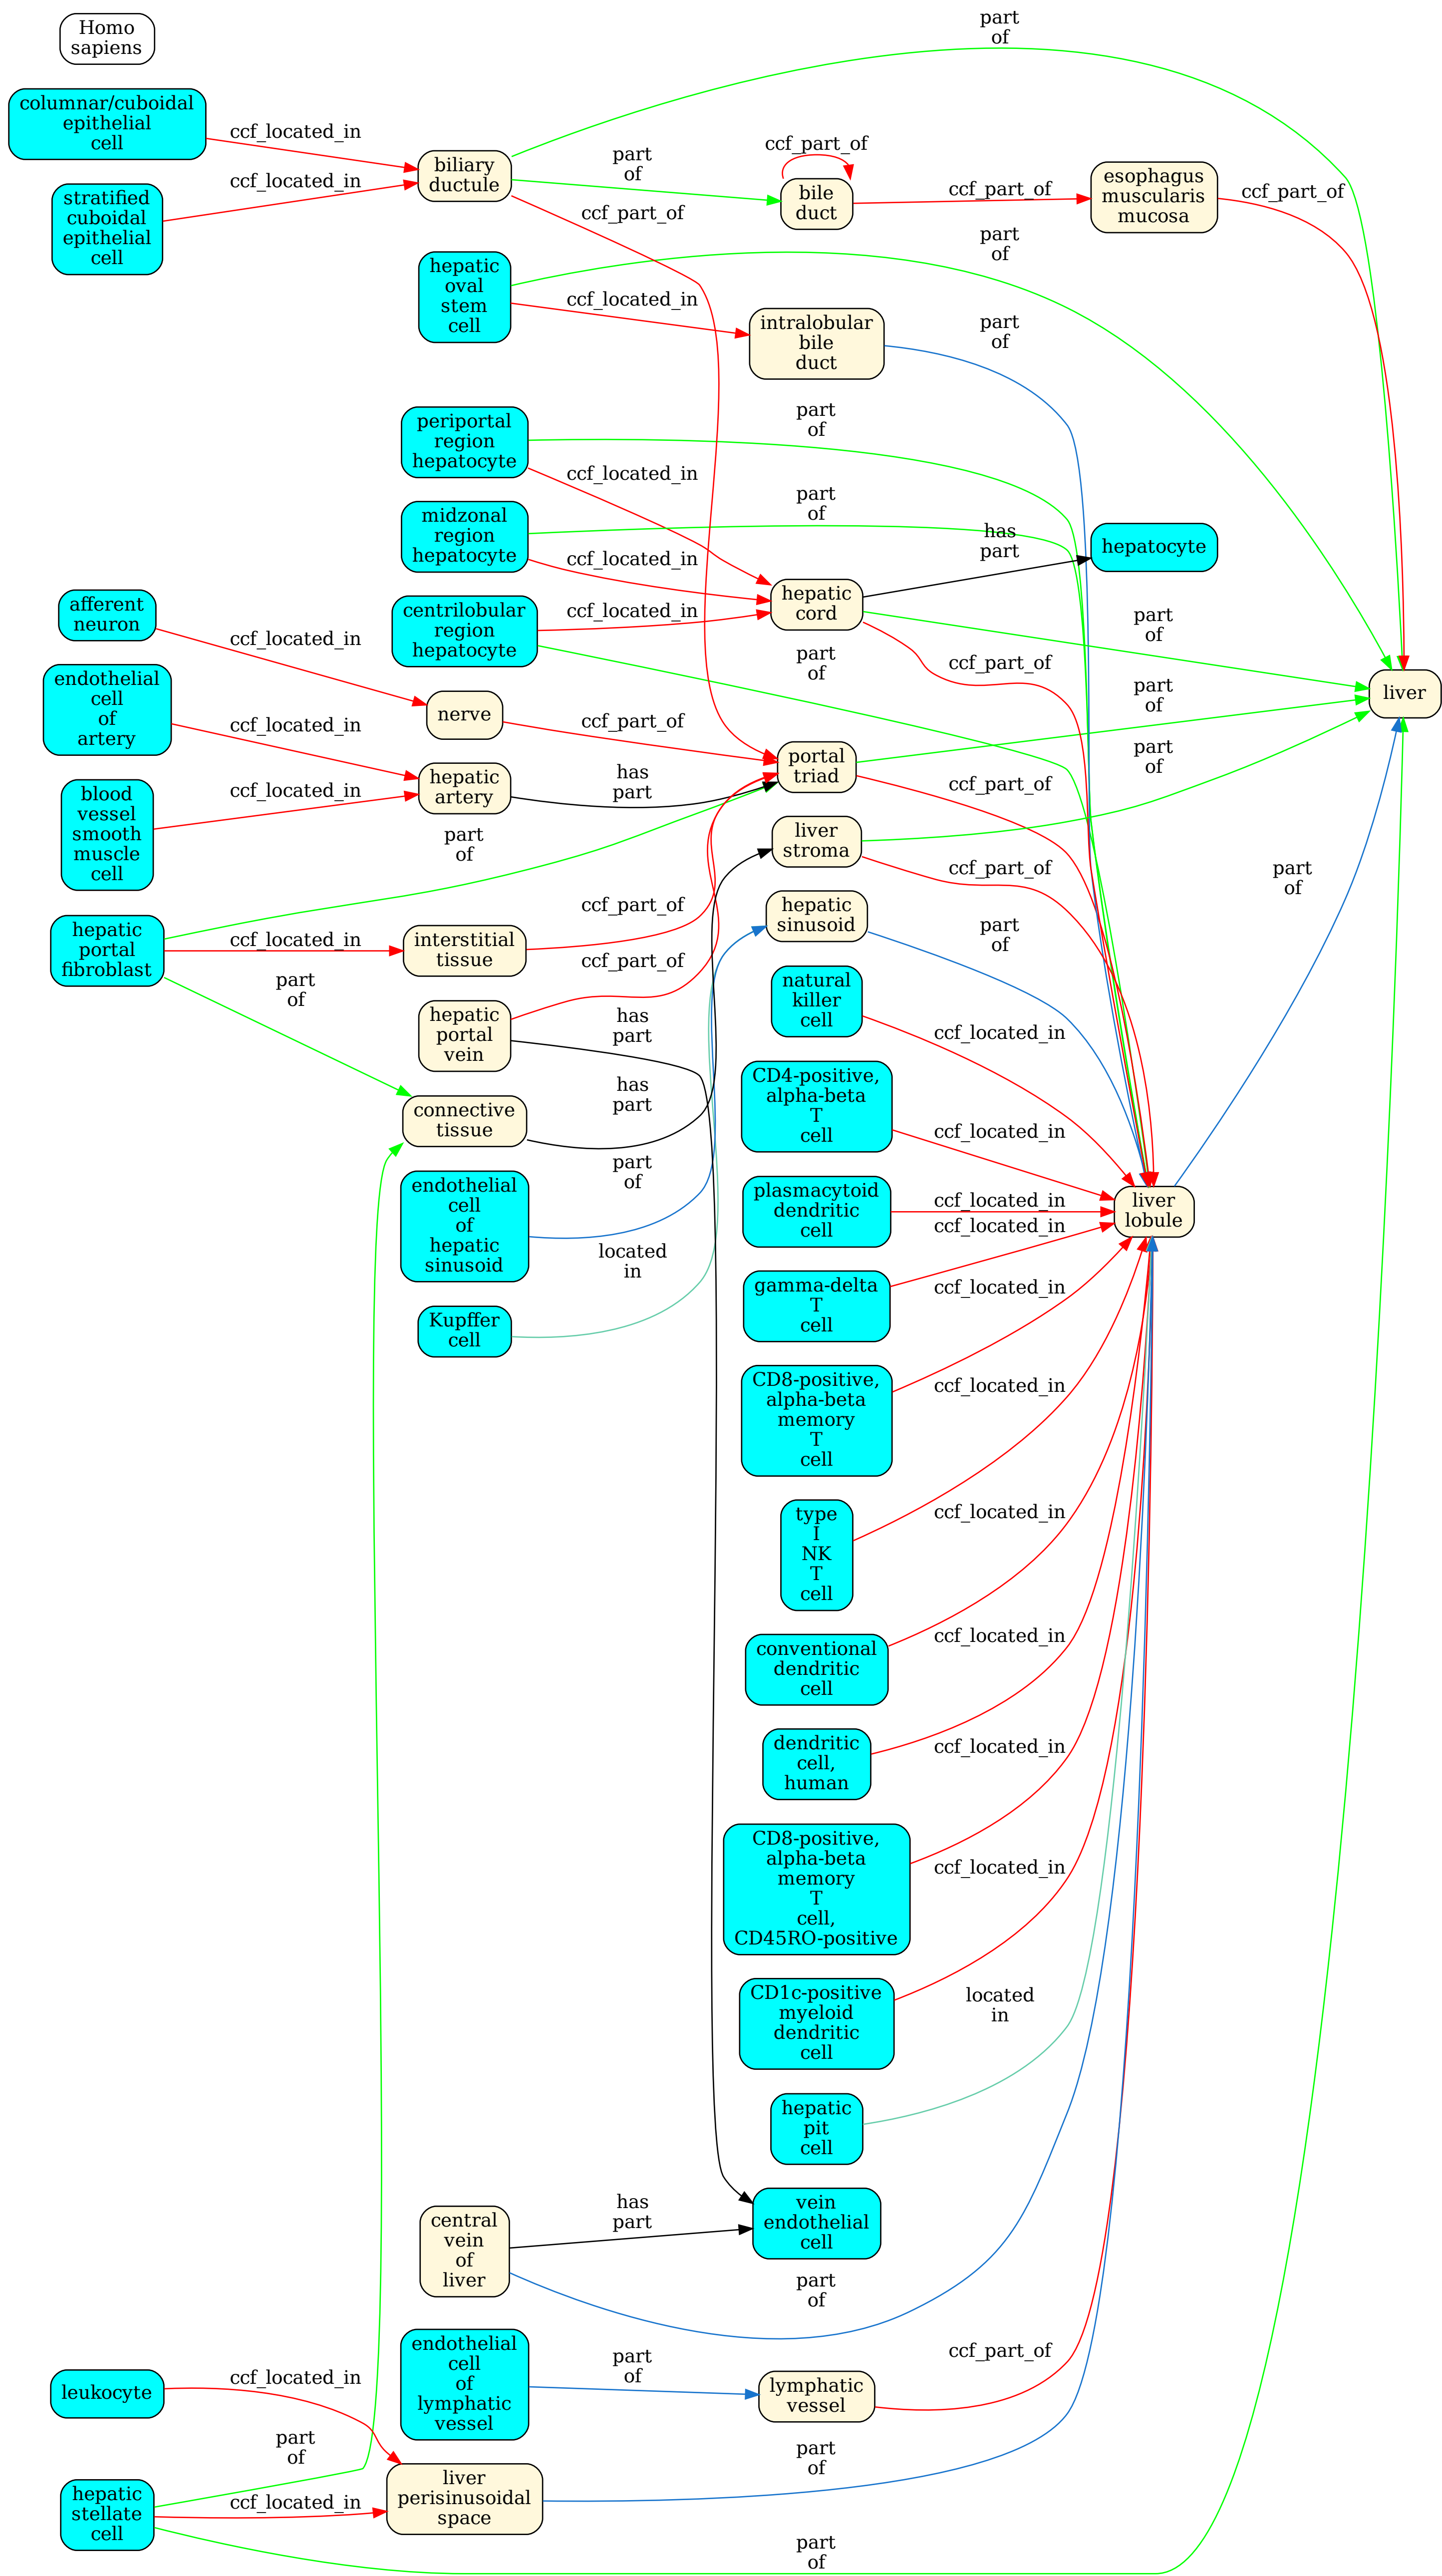 Homo
sapiens
columnar/cuboidal
epithelial
cell
stratified
cuboidal
epithelial
cell
afferent
neuron
endothelial
cell
of
artery
blood
vessel
smooth
muscle
cell
hepatic
portal
fibroblast
leukocyte
hepatic
stellate
cell
ccf_located_in
ccf_located_in
ccf_located_in
ccf_located_in
ccf_located_in
ccf_located_in
part
of
ccf_located_in
part
of
ccf_located_in
biliary
ductule
hepatic
oval
stem
cell
periportal
region
hepatocyte
midzonal
region
hepatocyte
centrilobular
region
hepatocyte
nerve
hepatic
artery
part
of
interstitial
tissue
hepatic
portal
vein
connective
tissue
endothelial
cell
of
hepatic
sinusoid
Kupffer
cell
central
vein
of
liver
endothelial
cell
of
lymphatic
vessel
liver
perisinusoidal
space
part
of
ccf_part_of
ccf_located_in
ccf_located_in
ccf_located_in
ccf_located_in
ccf_part_of
has
part
ccf_part_of
ccf_part_of
has
part
has
part
part
of
located
in
has
part
part
of
ccf_part_of
bile
duct
intralobular
bile
duct
part
of
part
of
hepatic
cord
part
of
portal
triad
liver
stroma
hepatic
sinusoid
natural
killer
cell
CD4-positive,
alpha-beta
T
cell
plasmacytoid
dendritic
cell
gamma-delta
T
cell
CD8-positive,
alpha-beta
memory
T
cell
type
I
NK
T
cell
conventional
dendritic
cell
dendritic
cell,
human
CD8-positive,
alpha-beta
memory
T
cell,
CD45RO-positive
CD1c-positive
myeloid
dendritic
cell
hepatic
pit
cell
vein
endothelial
cell
part
of
lymphatic
vessel
part
of
part
of
part
of
ccf_part_of
part
of
part
of
has
part
ccf_part_of
ccf_part_of
ccf_part_of
part
of
ccf_located_in
ccf_located_in
ccf_located_in
ccf_located_in
ccf_located_in
ccf_located_in
ccf_located_in
ccf_located_in
ccf_located_in
ccf_located_in
located
in
ccf_part_of
esophagus
muscularis
mucosa
hepatocyte
part
of
part
of
part
of
liver
lobule
ccf_part_of
part
of
liver